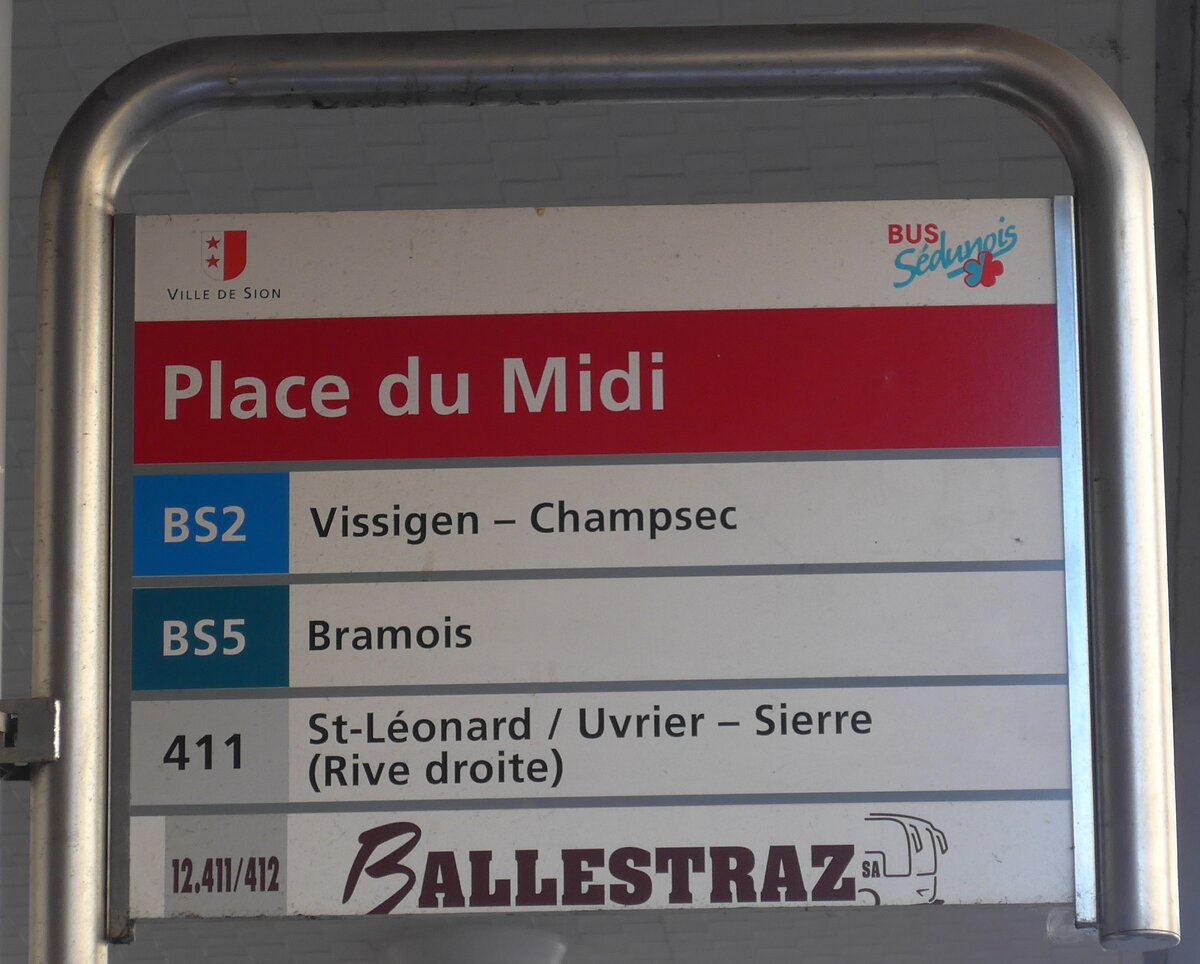 VILLE DE SION
BUS
Sédunois
Place du Midi
BS2 Vissigen – Champsec
BS5 Bramois
411 St-Léonard / Uvrier – Sierre
(Rive droite)
12.411/412 BALLESTRAZ SA